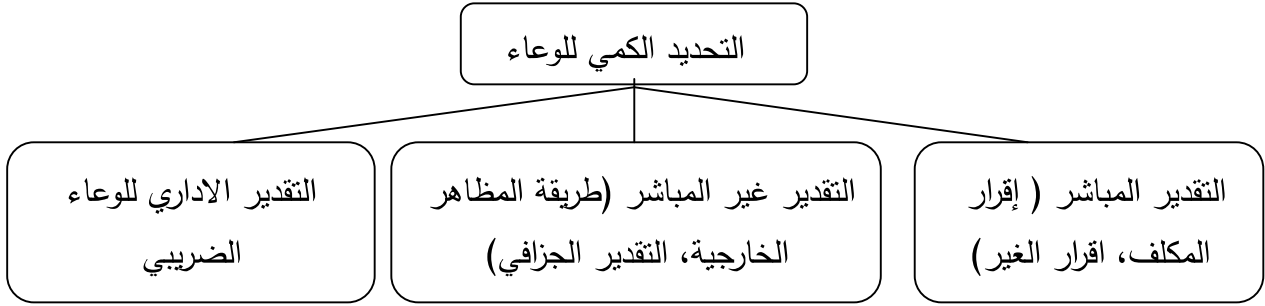 التحديد الكمي للوعاء
التقدير المباشر ( إقرار
المكلف، اقرار الغير)
التقدير غير المباشر (طريقة المظاهر
الخارجية، التقدير الجزافي)
التقدير الاداري للوعاء
الضريبي